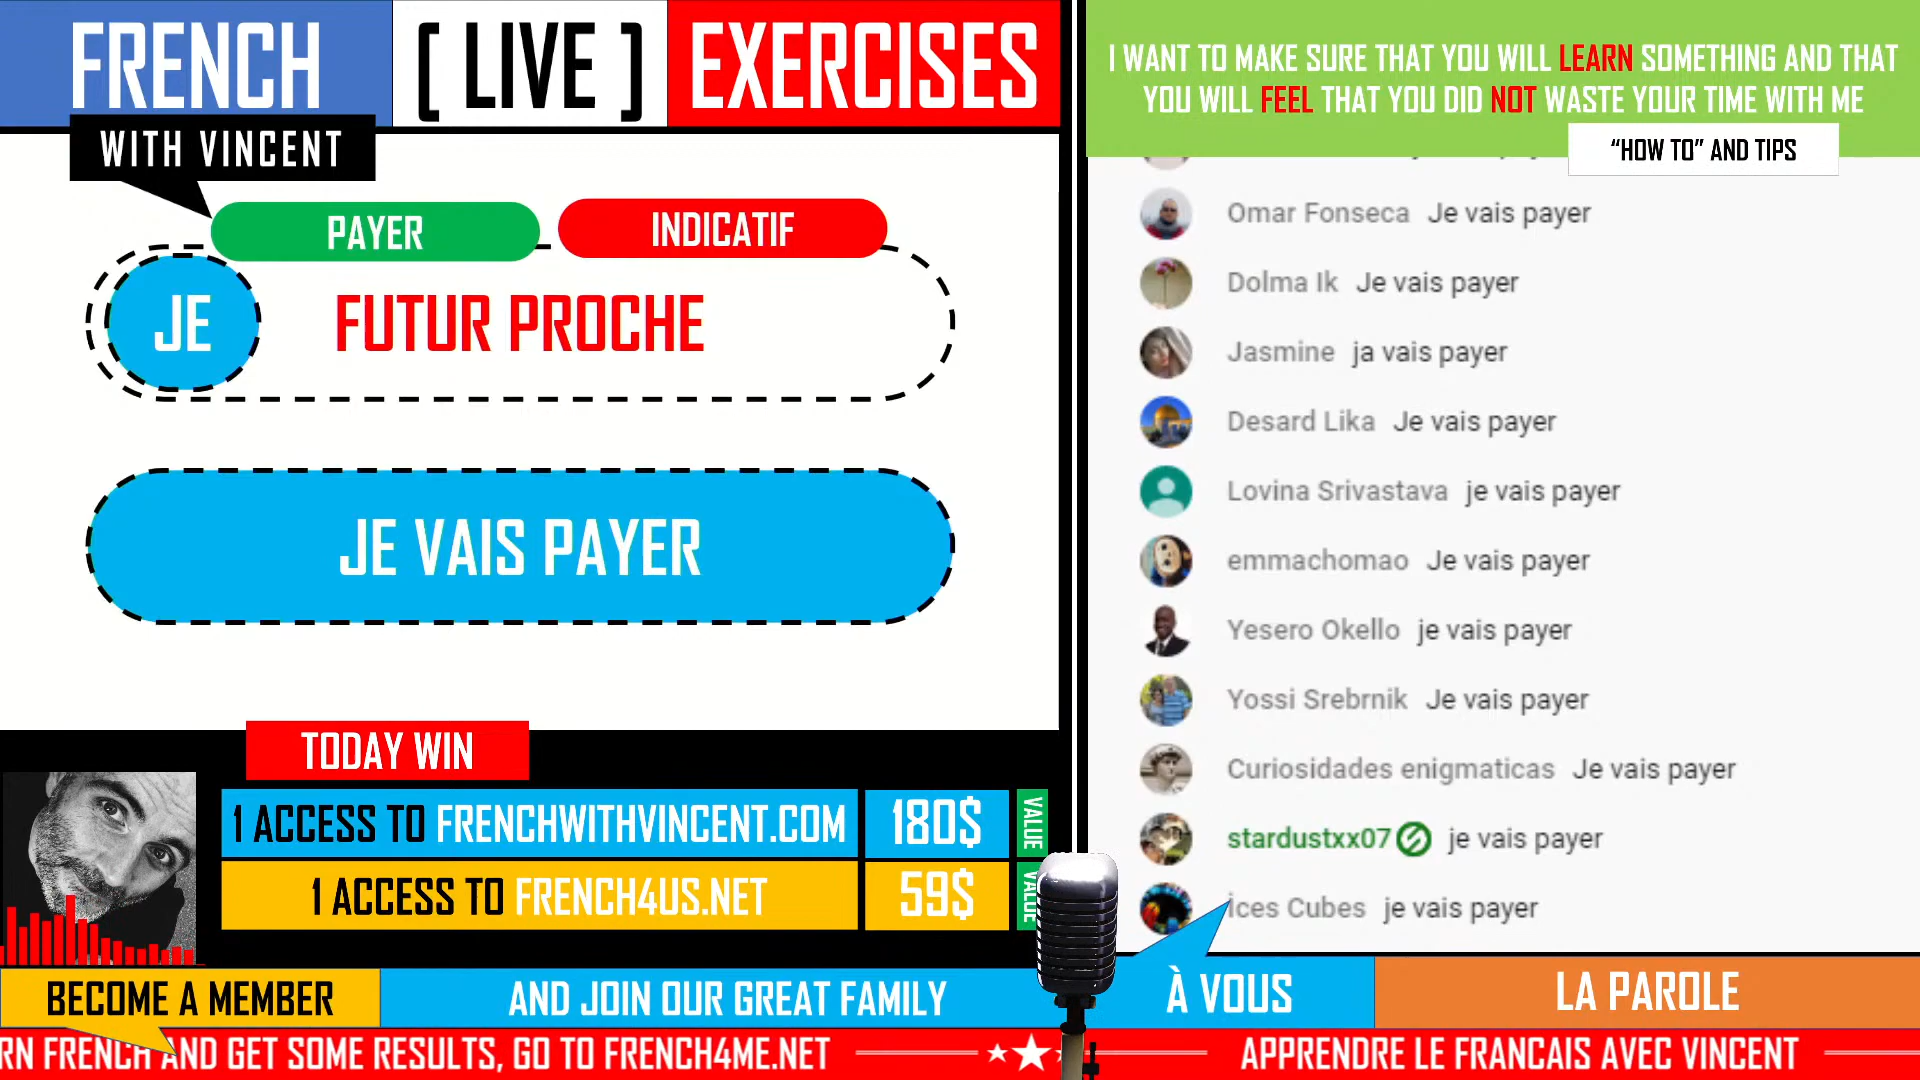 FRENCH
[ LIVE ]
EXERCISES
WITH VINCENT
PAYER
INDICATIF
JE
FUTUR PROCHE
JE VAIS PAYER
TODAY WIN
1 ACCESS TO FRENCHWITHVINCENT.COM
180$
VALUE
1 ACCESS TO FRENCH4US.NET
59$
VALUE
BECOME A MEMBER
AND JOIN OUR GREAT FAMILY
I WANT TO MAKE SURE THAT YOU WILL LEARN SOMETHING AND THAT
YOU WILL FEEL THAT YOU DID NOT WASTE YOUR TIME WITH ME
“HOW TO” AND TIPS
Omar Fonseca Je vais payer
Dolma Ik Je vais payer
Jasmine ja vais payer
Desard Lika Je vais payer
Lovina Srivastava je vais payer
emmachomao Je vais payer
Yesero Okello je vais payer
Yossi Srebrnik Je vais payer
Curiosidades enigmaticas Je vais payer
stardustxx07 je vais payer
Ices Cubes je vais payer
À VOUS
LA PAROLE
RN FRENCH AND GET SOME RESULTS, GO TO FRENCH4ME.NET
APPRENDRE LE FRANCAIS AVEC VINCENT